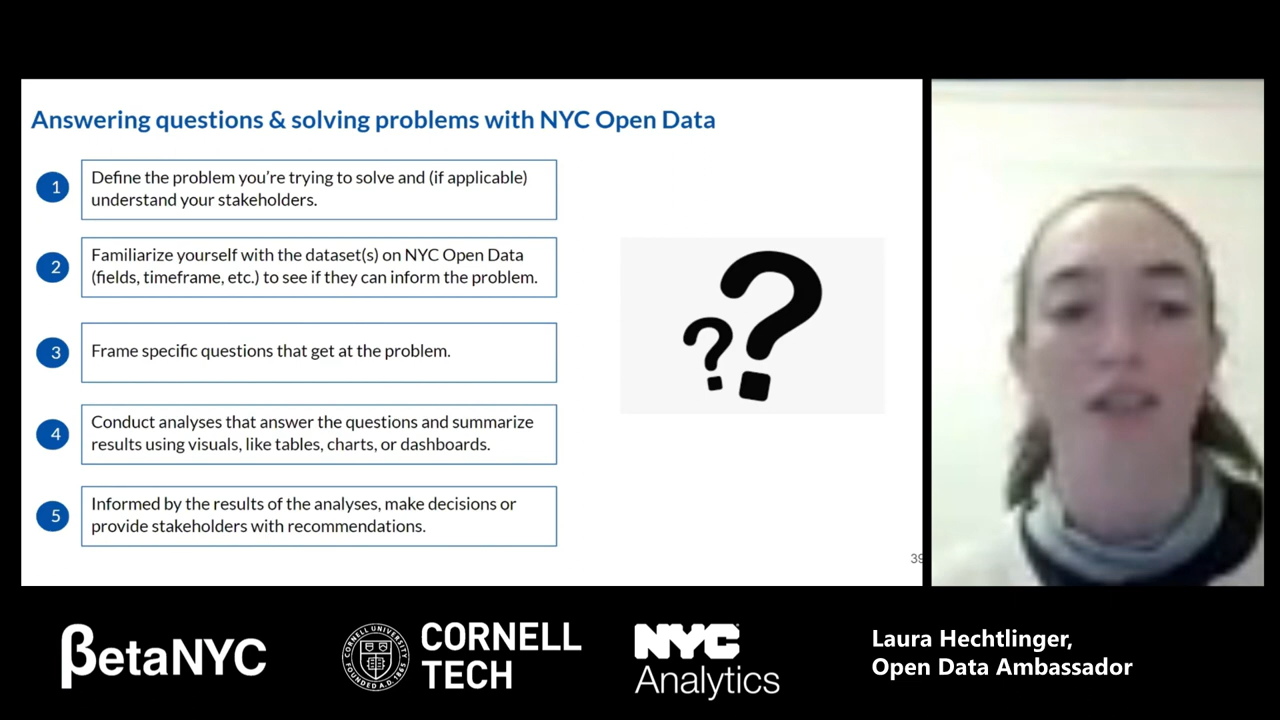 Answering questions & solving problems with NYC Open Data
1
Define the problem you're trying to solve and (if applicable)
understand your stakeholders.
2
Familiarize yourself with the dataset(s) on NYC Open Data
(fields, timeframe, etc.) to see if they can inform the problem.
3
Frame specific questions that get at the problem.
4
Conduct analyses that answer the questions and summarize
results using visuals, like tables, charts, or dashboards.
5
Informed by the results of the analyses, make decisions or
provide stakeholders with recommendations.
? ?
39
βetaNYC
CORNELL UNIVERSITY
FOUNDED A.D. 1865
CORNELL
TECH
NYC
Analytics
Laura Hechtlinger,
Open Data Ambassador